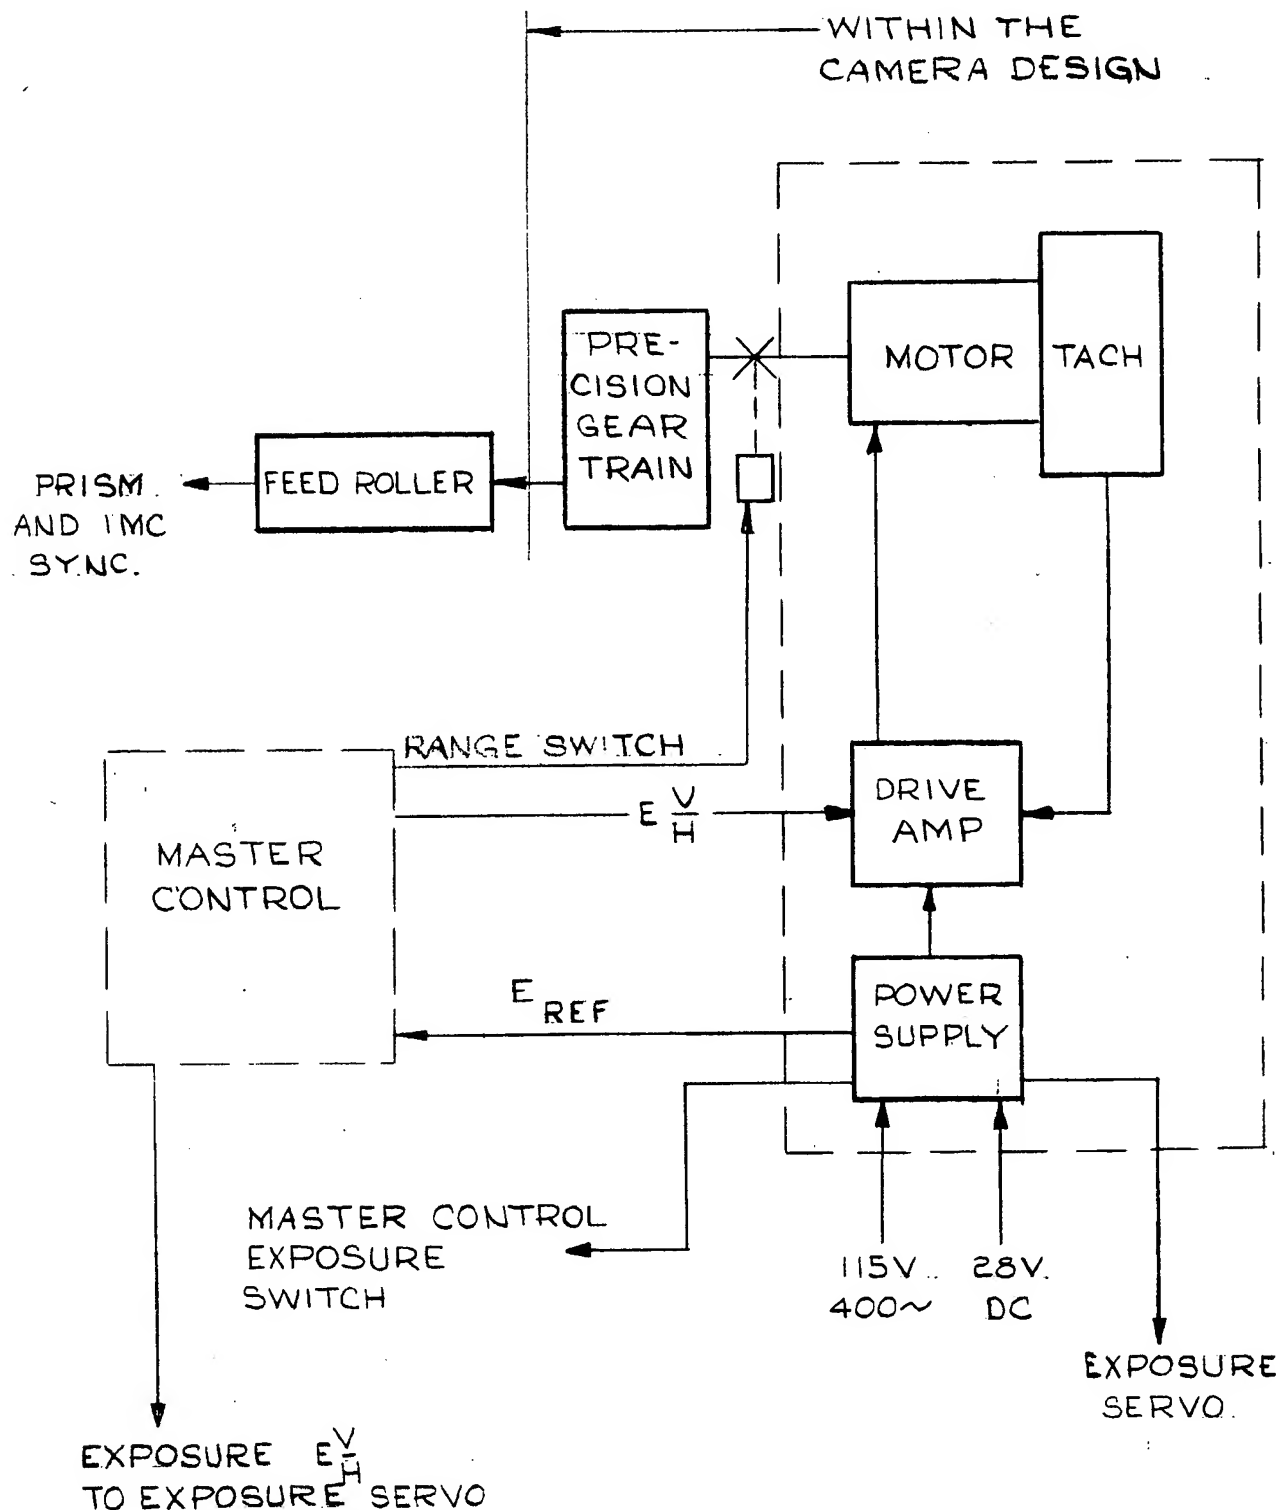 WITHIN THE
CAMERA DESIGN
PRE-
CISION
GEAR
TRAIN
MOTOR
TACH
FEED ROLLER
PRISM
AND IMC
SYNC.
RANGE SWITCH
E V/H
DRIVE
AMP
MASTER
CONTROL
E REF
POWER
SUPPLY
MASTER CONTROL
EXPOSURE
SWITCH
115V. 28V.
400~ DC
EXPOSURE
SERVO.
EXPOSURE E V/H
TO EXPOSURE SERVO